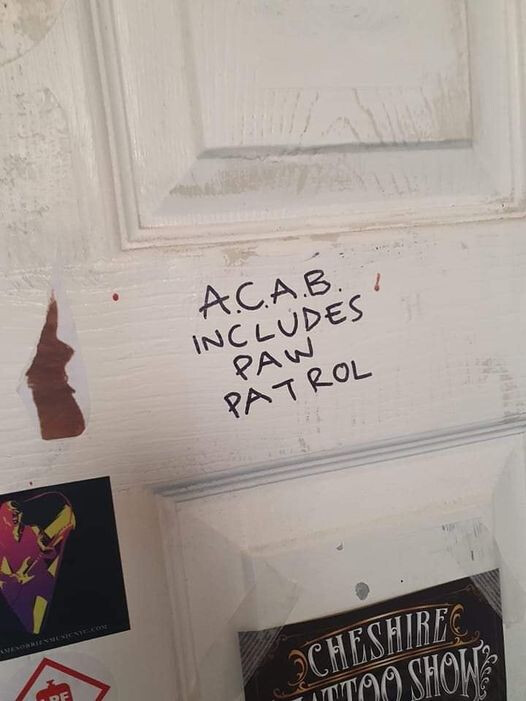 A.C.A.B.
INCLUDES
PAW
PATROL
CHESHIRE
TATTOO SHOW